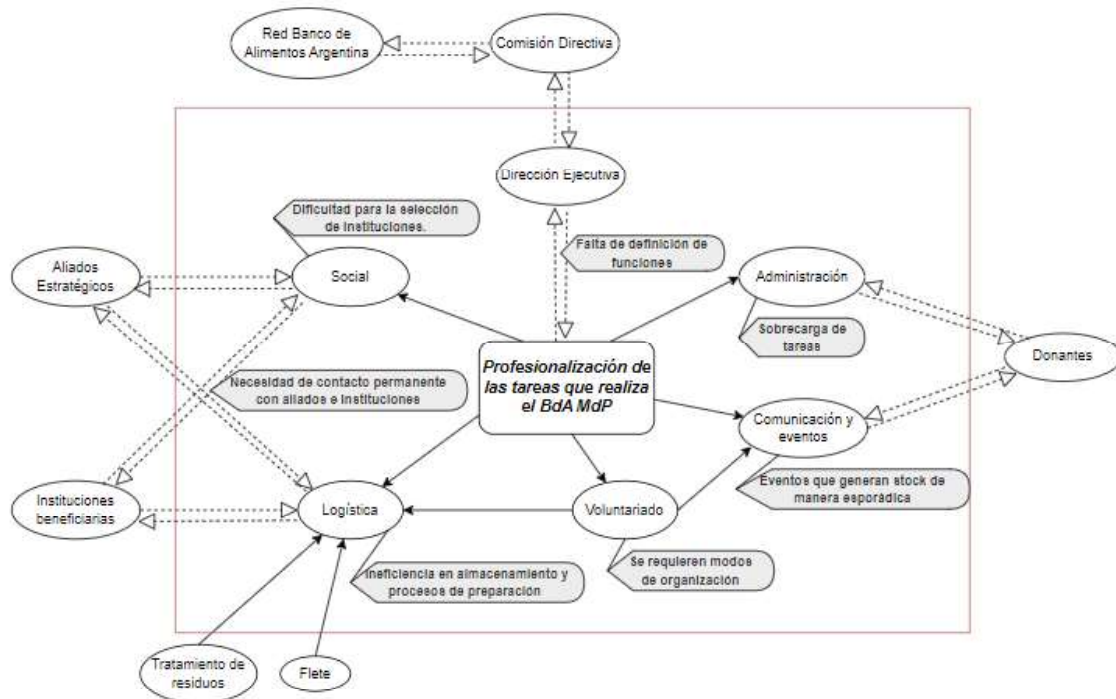 Red Banco de
Alimentos Argentina
Comisión Directiva
Dirección Ejecutiva
Dificultad para la selección
de Instituciones.
Falta de definición de
funciones
Aliados
Estratégicos
Social
Administración
Sobrecarga de
tareas
Donantes
Profesionalización de
las tareas que realiza
el BdA MdP
Necesidad de contacto permanente
con aliados e Instituciones
Comunicación y
eventos
Eventos que generan stock de
manera esporádica
Instituciones
beneficiarias
Logística
Voluntariado
Se requieren modos
de organización
Ineficiencia en almacenamiento y
procesos de preparación
Tratamiento de
residuos
Flete